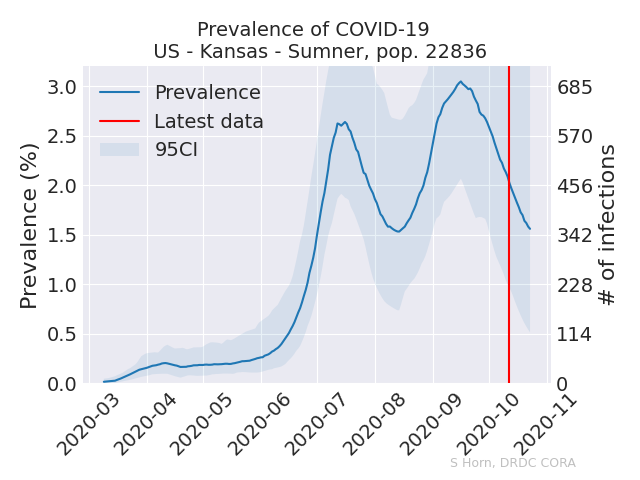 Prevalence of COVID-19
US - Kansas - Sumner, pop. 22836
Prevalence
Latest data
95CI
Prevalence (%)
3.0
2.5
2.0
1.5
1.0
0.5
0.0
685
570
456
342
228
114
0
# of infections
2020-03
2020-04
2020-05
2020-06
2020-07
2020-08
2020-09
2020-10
2020-11
S Horn, DRDC CORA